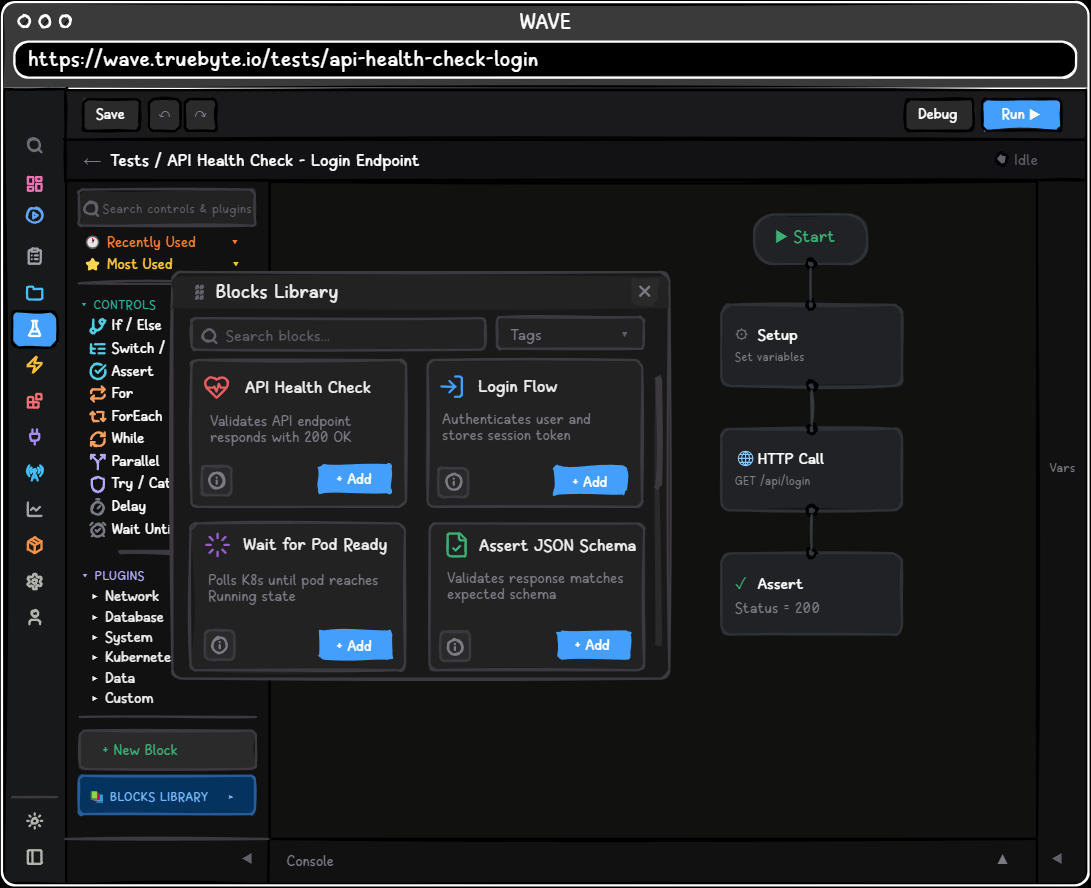 WAVE
https://wave.truebyte.io/tests/api-health-check-login
Save
Debug
Run
Tests / API Health Check - Login Endpoint
Idle
Search controls & plugins
Recently Used
Most Used
CONTROLS
If / Else
Switch /
Assert
For
ForEach
While
Parallel
Try / Cat
Delay
Wait Unti
PLUGINS
Network
Database
System
Kubernete
Data
Custom
+ New Block
BLOCKS LIBRARY
Blocks Library
Search blocks...
Tags
API Health Check
Validates API endpoint
responds with 200 OK
+ Add
Login Flow
Authenticates user and
stores session token
+ Add
Wait for Pod Ready
Polls K8s until pod reaches
Running state
+ Add
Assert JSON Schema
Validates response matches
expected schema
+ Add
Start
Setup
Set variables
HTTP Call
GET /api/login
Assert
Status = 200
Vars
Console